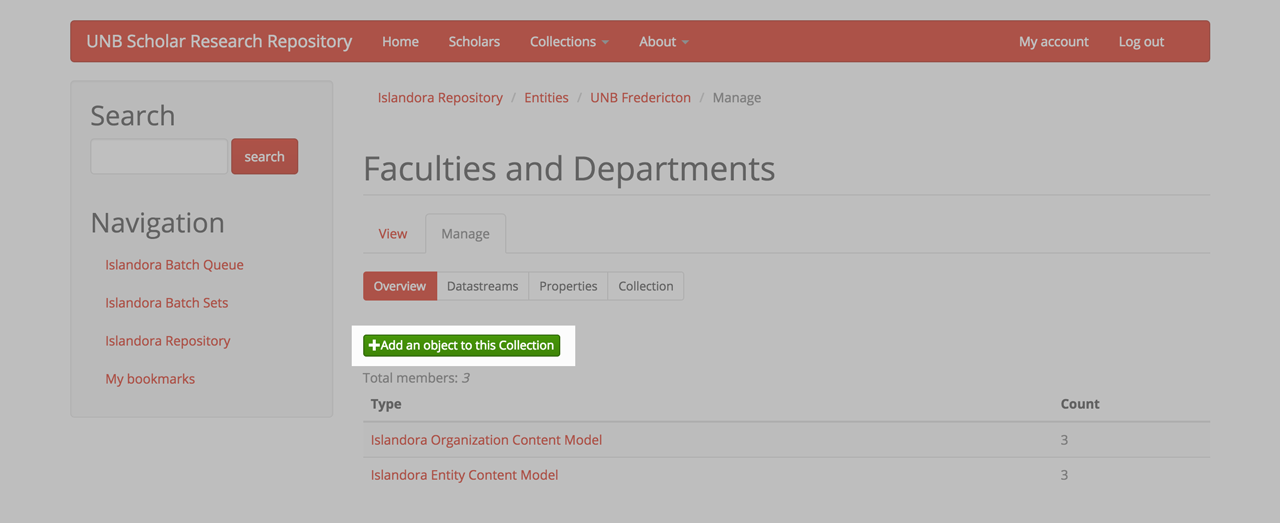 UNB Scholar Research Repository Home Scholars Collections About My account Log out
Search
search
Navigation
Islandora Batch Queue
Islandora Batch Sets
Islandora Repository
My bookmarks
Islandora Repository / Entities / UNB Fredericton / Manage
Faculties and Departments
View Manage
Overview Datastreams Properties Collection
+Add an object to this Collection
Total members: 3
Type Count
Islandora Organization Content Model 3
Islandora Entity Content Model 3